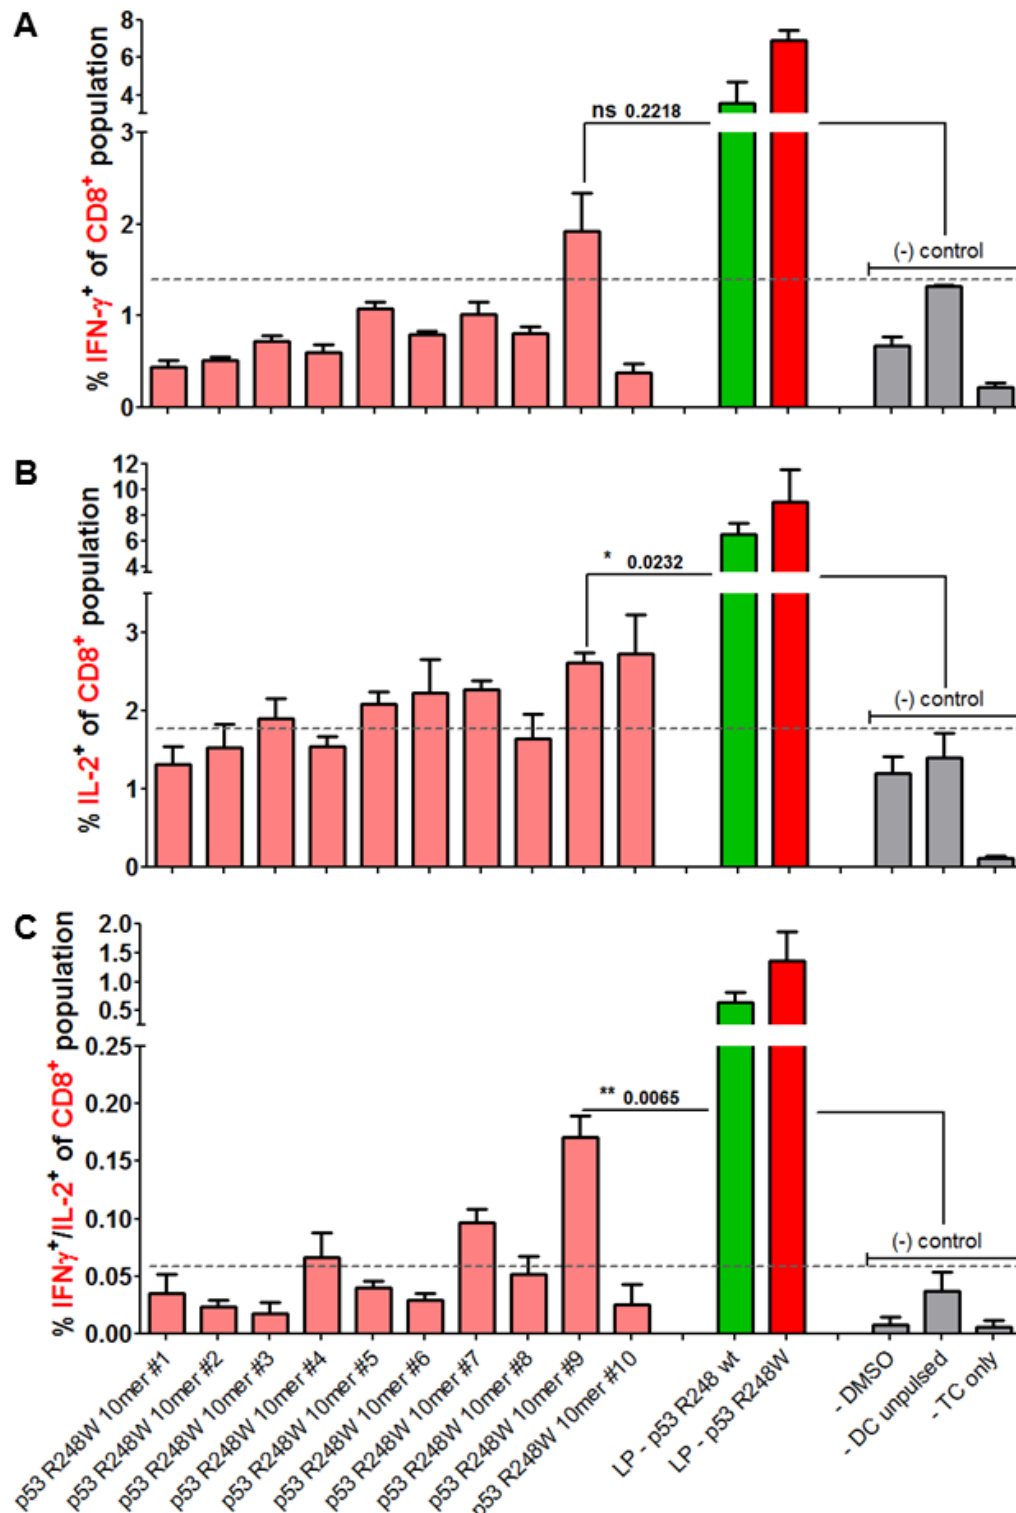 A
% IFN-γ⁺ of CD8⁺ population
8
6
4
3
2
1
0
ns 0.2218
(-) control
B
% IL-2⁺ of CD8⁺ population
12
10
8
6
4
3
2
1
0
* 0.0232
(-) control
C
% IFNγ⁺/IL-2⁺ of CD8⁺ population
2.0
1.5
1.0
0.5
0.25
0.20
0.15
0.10
0.05
0.00
** 0.0065
(-) control
p53 R248W 10mer #1
p53 R248W 10mer #2
p53 R248W 10mer #3
p53 R248W 10mer #4
p53 R248W 10mer #5
p53 R248W 10mer #6
p53 R248W 10mer #7
p53 R248W 10mer #8
p53 R248W 10mer #9
p53 R248W 10mer #10
LP - p53 R248 wt
LP - p53 R248W
- DMSO
- DC unpulsed
- TC only